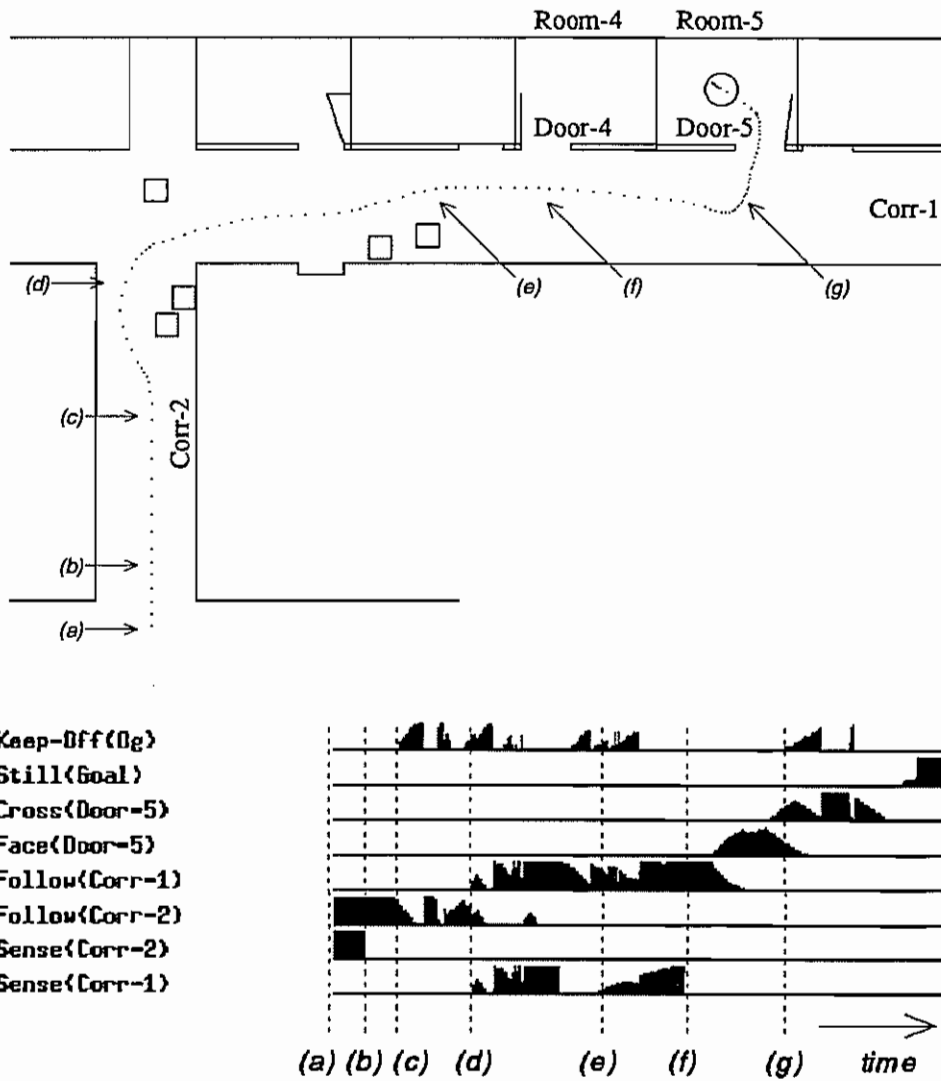 Room-4 Room-5
Door-4 Door-5
Corr-1
(d) (e) (f) (g)
(c)
Corr-2
(b)
(a)
Keep-Off(Og)
Still(Goal)
Cross(Door-5)
Face(Door-5)
Follow(Corr-1)
Follow(Corr-2)
Sense(Corr-2)
Sense(Corr-1)
(a) (b) (c) (d) (e) (f) (g) time